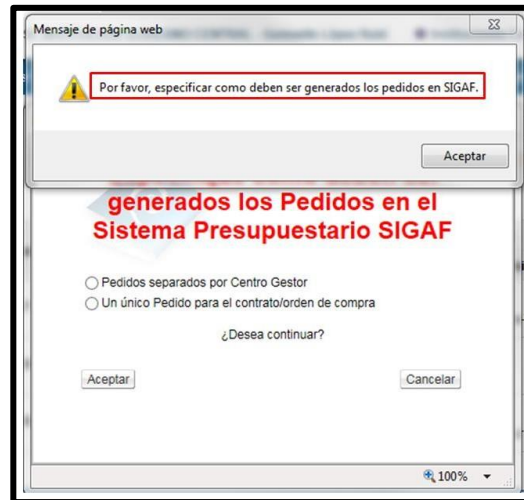 Mensaje de página web
Por favor, especificar como deben ser generados los pedidos en SIGAF.
Aceptar
generados los Pedidos en el
Sistema Presupuestario SIGAF
Pedidos separados por Centro Gestor
Un único Pedido para el contrato/orden de compra
¿Desea continuar?
Aceptar Cancelar
100%